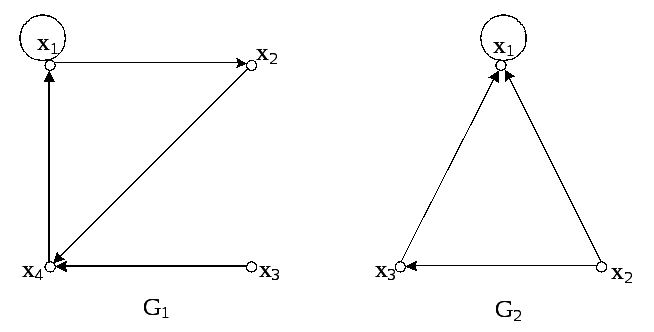 x₁
x₂
x₄
x₃
G₁
x₁
x₃
x₂
G₂